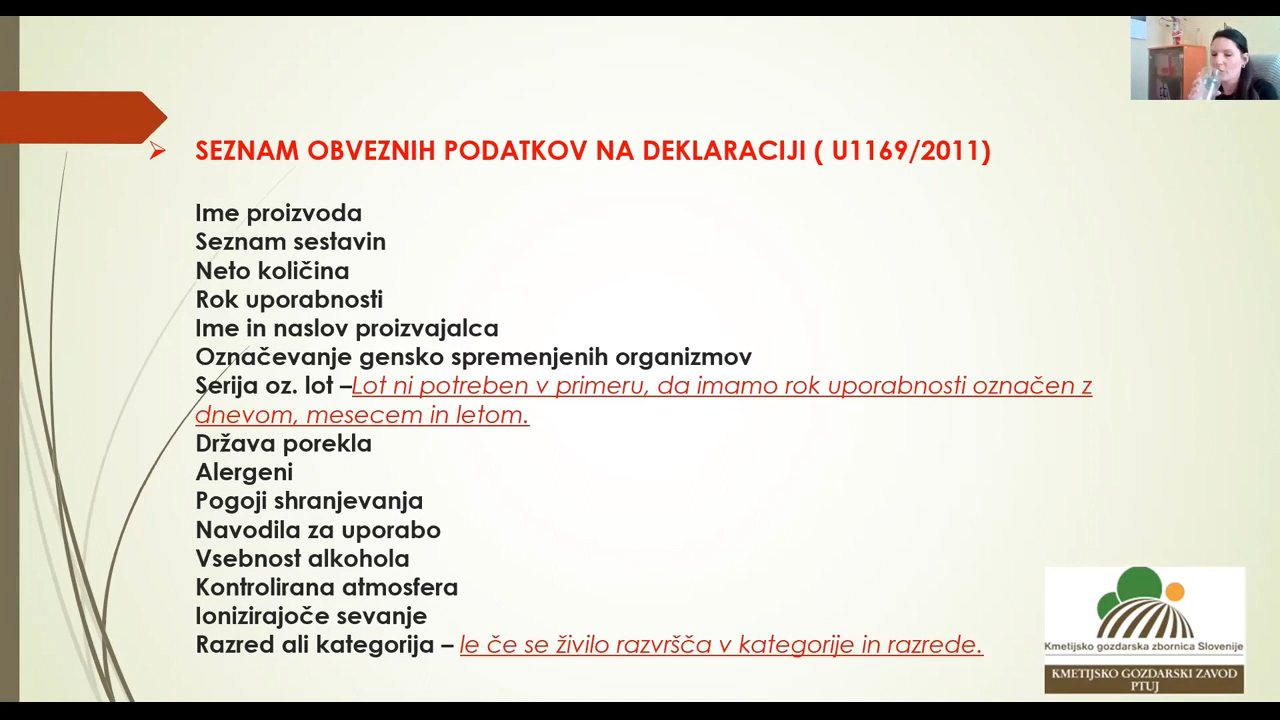 SEZNAM OBVEZNIH PODATKOV NA DEKLARACIJI ( U1169/2011)
Ime proizvoda
Seznam sestavin
Neto količina
Rok uporabnosti
Ime in naslov proizvajalca
Označevanje gensko spremenjenih organizmov
Serija oz. lot –Lot ni potreben v primeru, da imamo rok uporabnosti označen z
dnevom, mesecem in letom.
Država porekla
Alergeni
Pogoji shranjevanja
Navodila za uporabo
Vsebnost alkohola
Kontrolirana atmosfera
Ionizirajoče sevanje
Razred ali kategorija – le če se živilo razvršča v kategorije in razrede.
Kmetijsko gozdarska zbornica Slovenije
KMETIJSKO GOZDARSKI ZAVOD
PTUJ